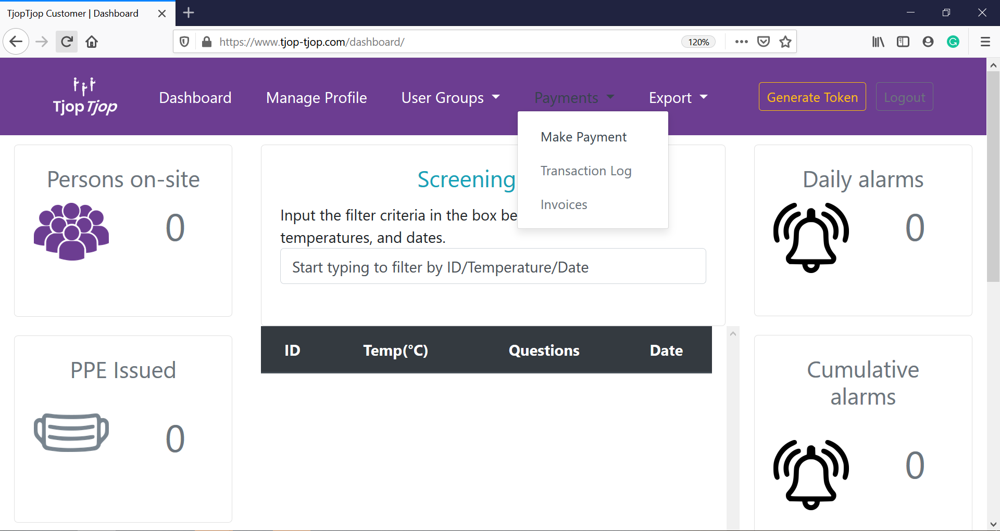 TjopTjop Customer | Dashboard
https://www.tjop-tjop.com/dashboard/
120%
Tjop Tjop
Dashboard
Manage Profile
User Groups
Payments
Export
Generate Token
Logout
Make Payment
Transaction Log
Invoices
Persons on-site
0
Screening
Input the filter criteria in the box be
temperatures, and dates.
Start typing to filter by ID/Temperature/Date
Daily alarms
0
ID Temp(°C) Questions Date
PPE Issued
0
Cumulative
alarms
0